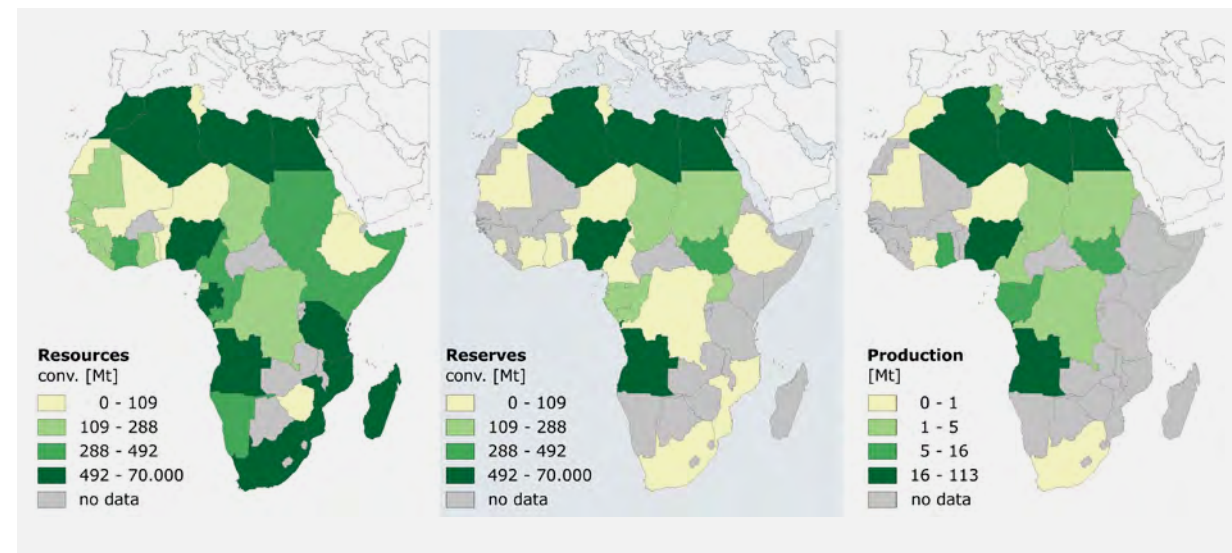 Resources
conv. [Mt]
0 - 109
109 - 288
288 - 492
492 - 70.000
no data
Reserves
conv. [Mt]
0 - 109
109 - 288
288 - 492
492 - 70.000
no data
Production
[Mt]
0 - 1
1 - 5
5 - 16
16 - 113
no data